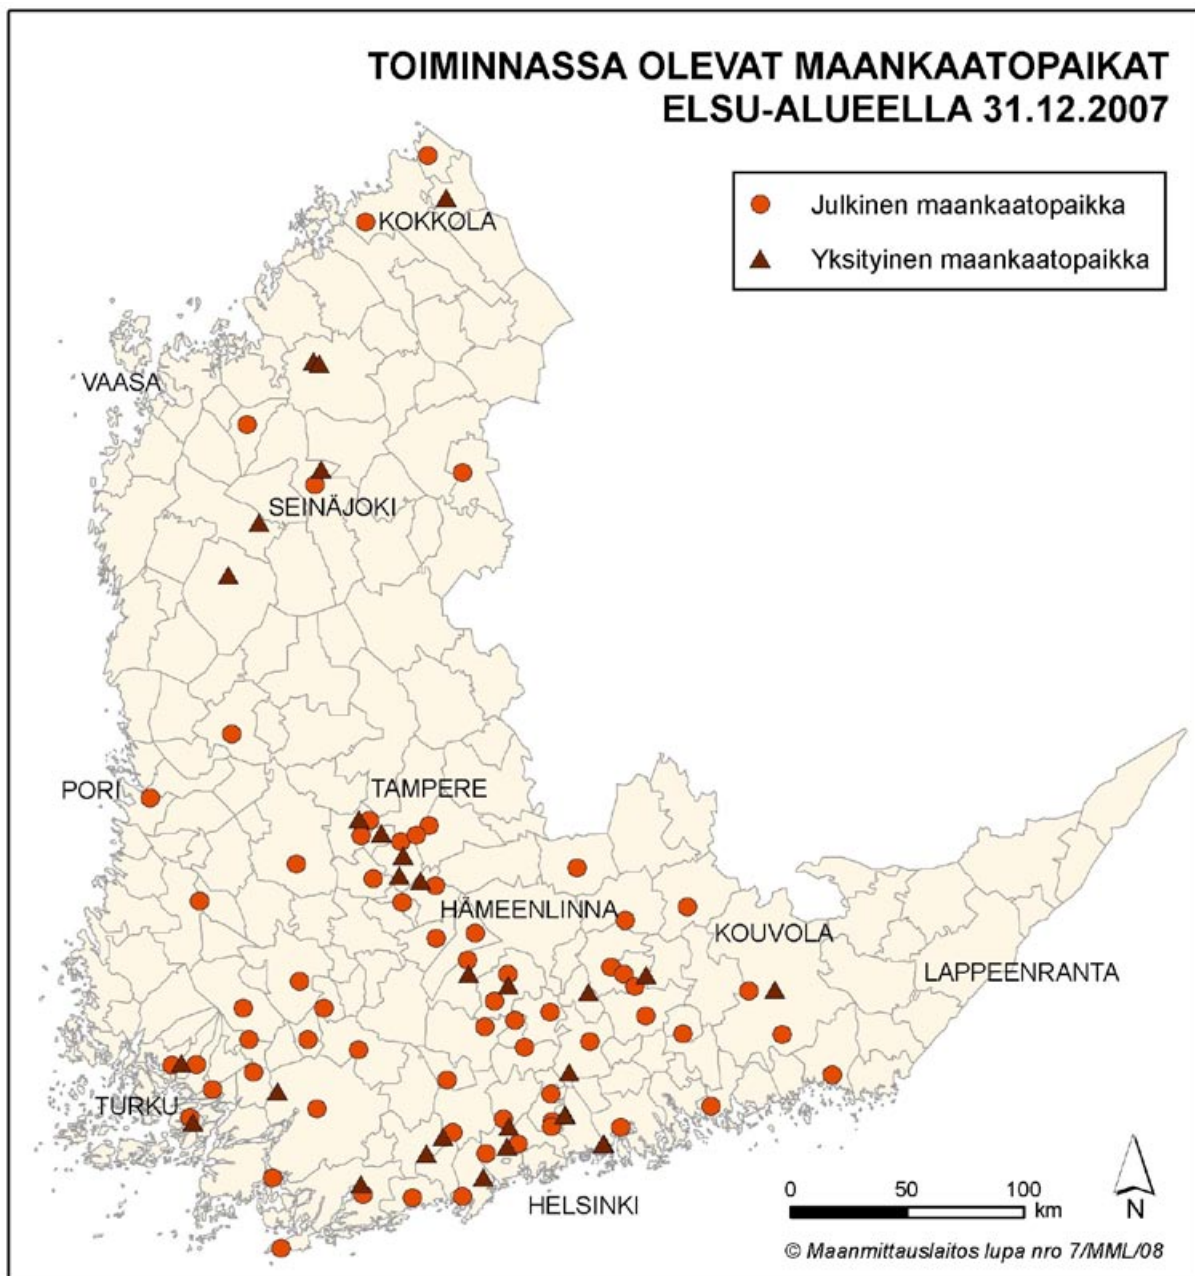 TOIMINNASSA OLEVAT MAANKAATOPAIKAT
ELSU-ALUEELLA 31.12.2007
Julkinen maankaatopaikka
Yksityinen maankaatopaikka
KOKKOLA
VAASA
SEINÄJOKI
PORI
TAMPERE
HÄMEENLINNA
KOUVOLA
LAPPEENRANTA
TURKU
HELSINKI
0 50 100
km
N
© Maanmittauslaitos lupa nro 7/MML/08